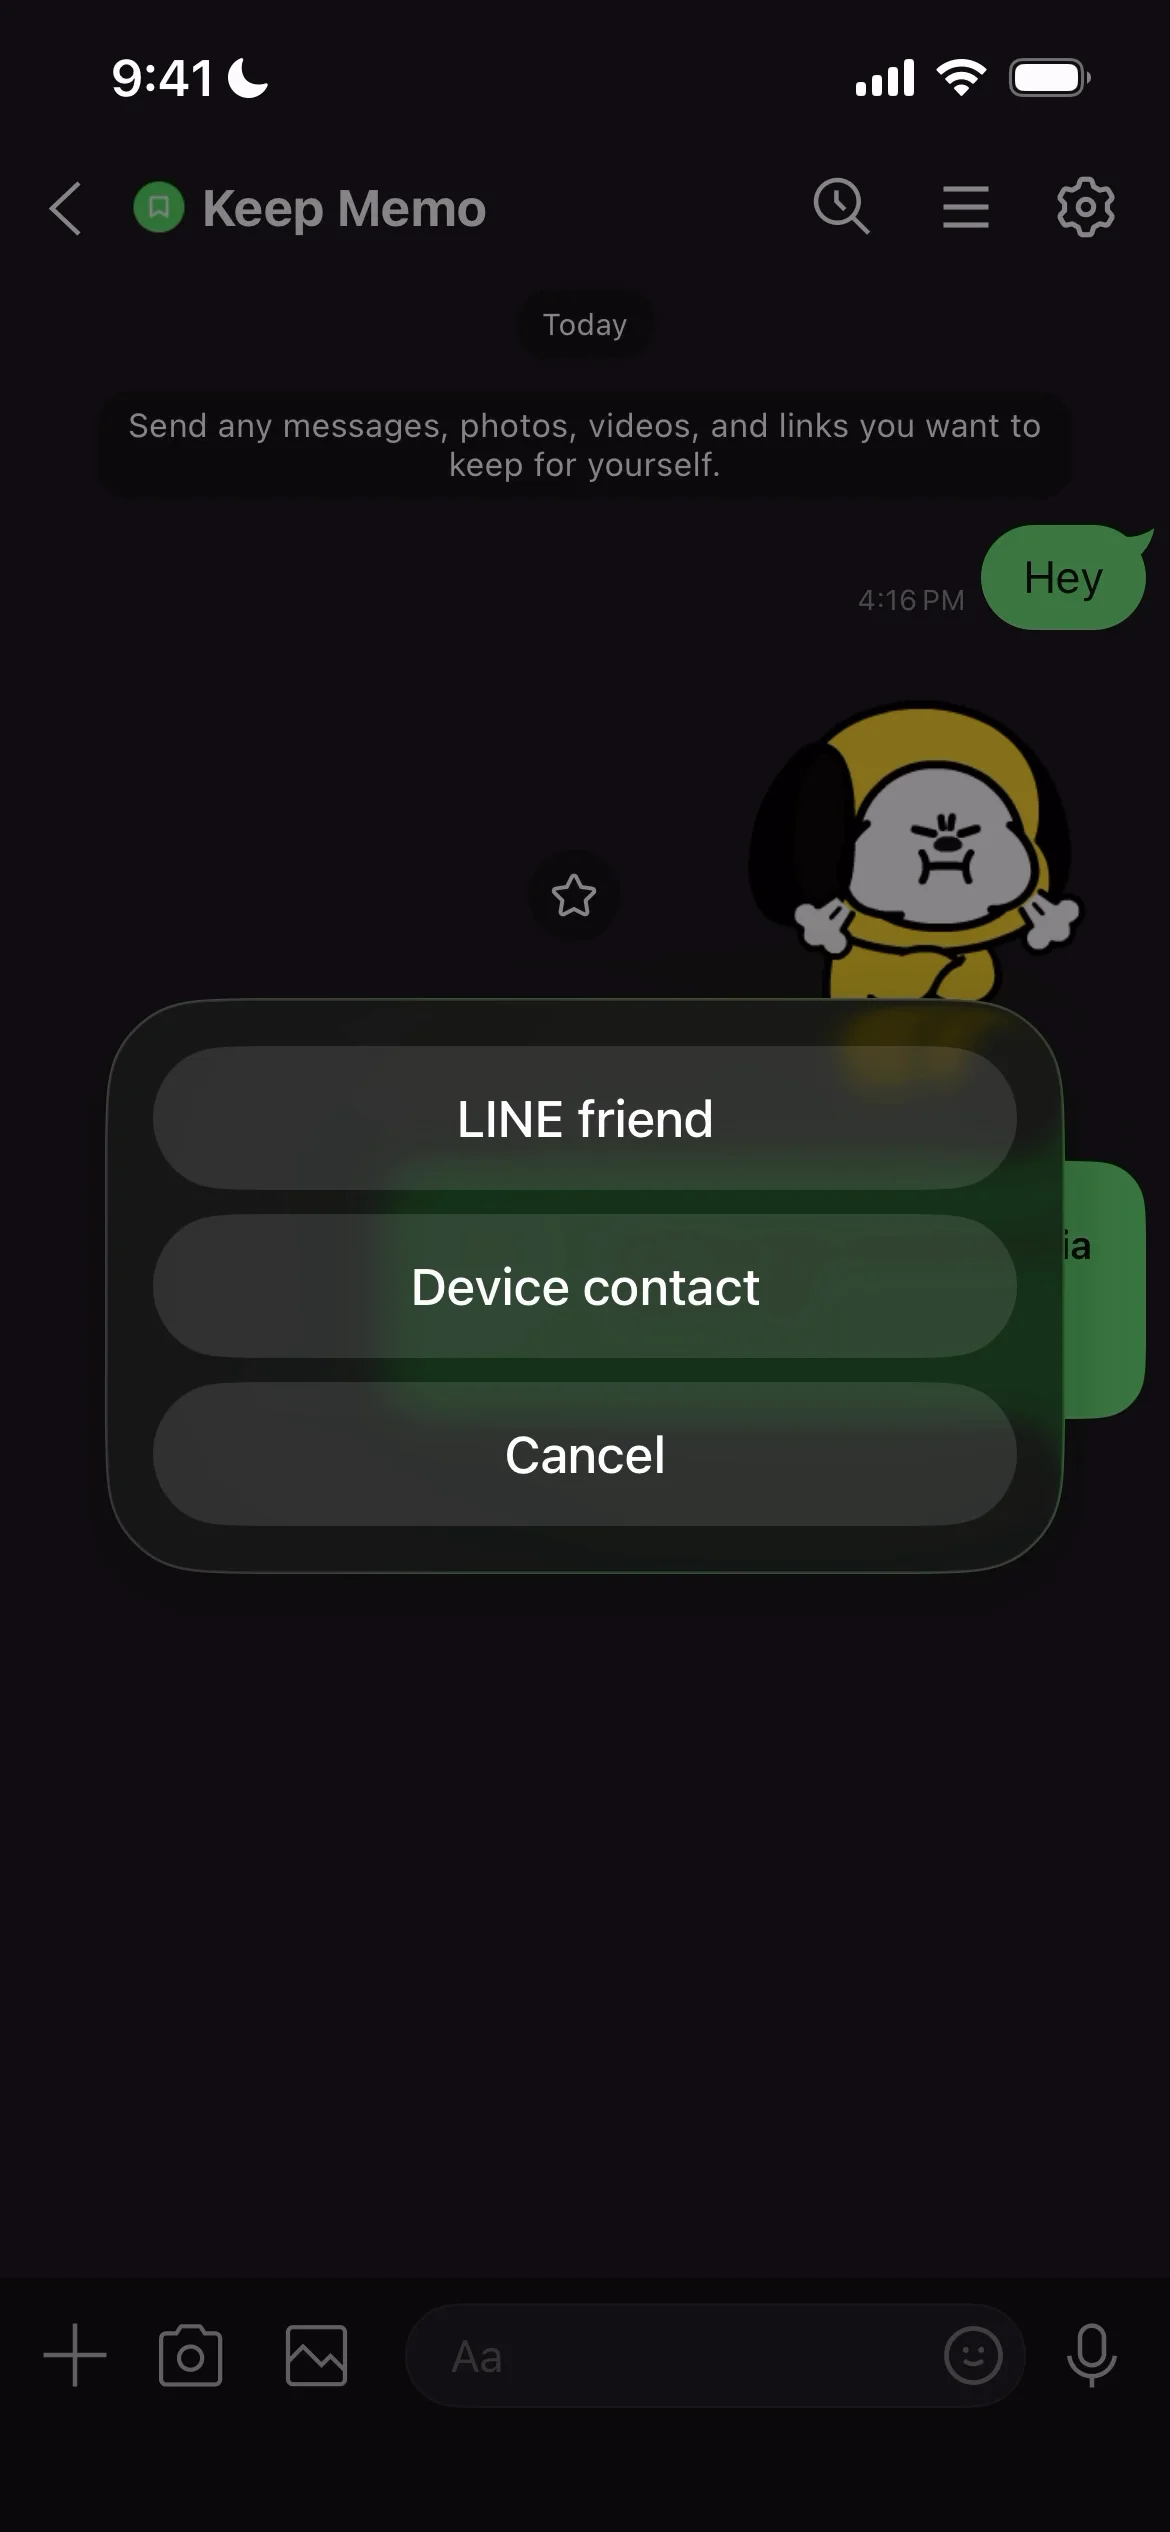 9:41
Keep Memo
Today
Send any messages, photos, videos, and links you want to
keep for yourself.
Hey
4:16 PM
LINE friend
Device contact
Cancel
Aa